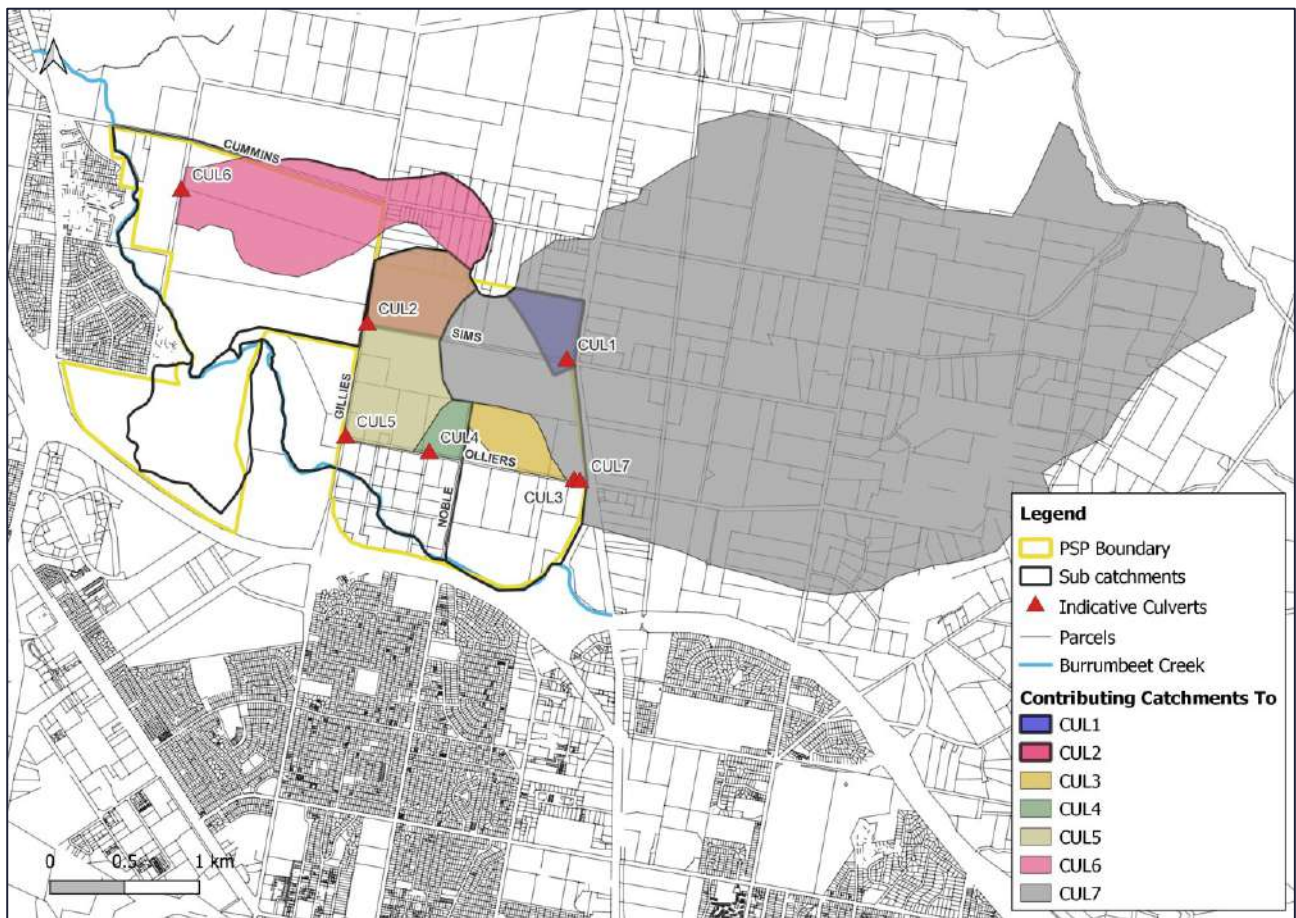 CUMMINS
CUL6
CUL2
SIMS
CUL1
GILLIES
CUL5
CUL4
OLLIERS
CUL7
CUL3
NOBLE
Legend
PSP Boundary
Sub catchments
Indicative Culverts
Parcels
Burrumbeet Creek
Contributing Catchments To
CUL1
CUL2
CUL3
CUL4
CUL5
CUL6
CUL7
0 0.5 1 km